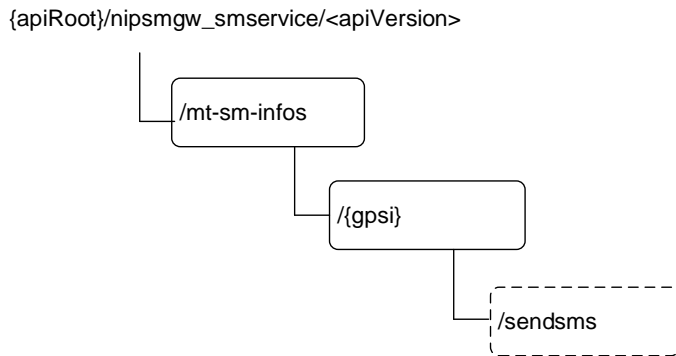 {apiRoot}/nipsmgw_smservice/<apiVersion>
/mt-sm-infos
/{gpsi}
/sendsms